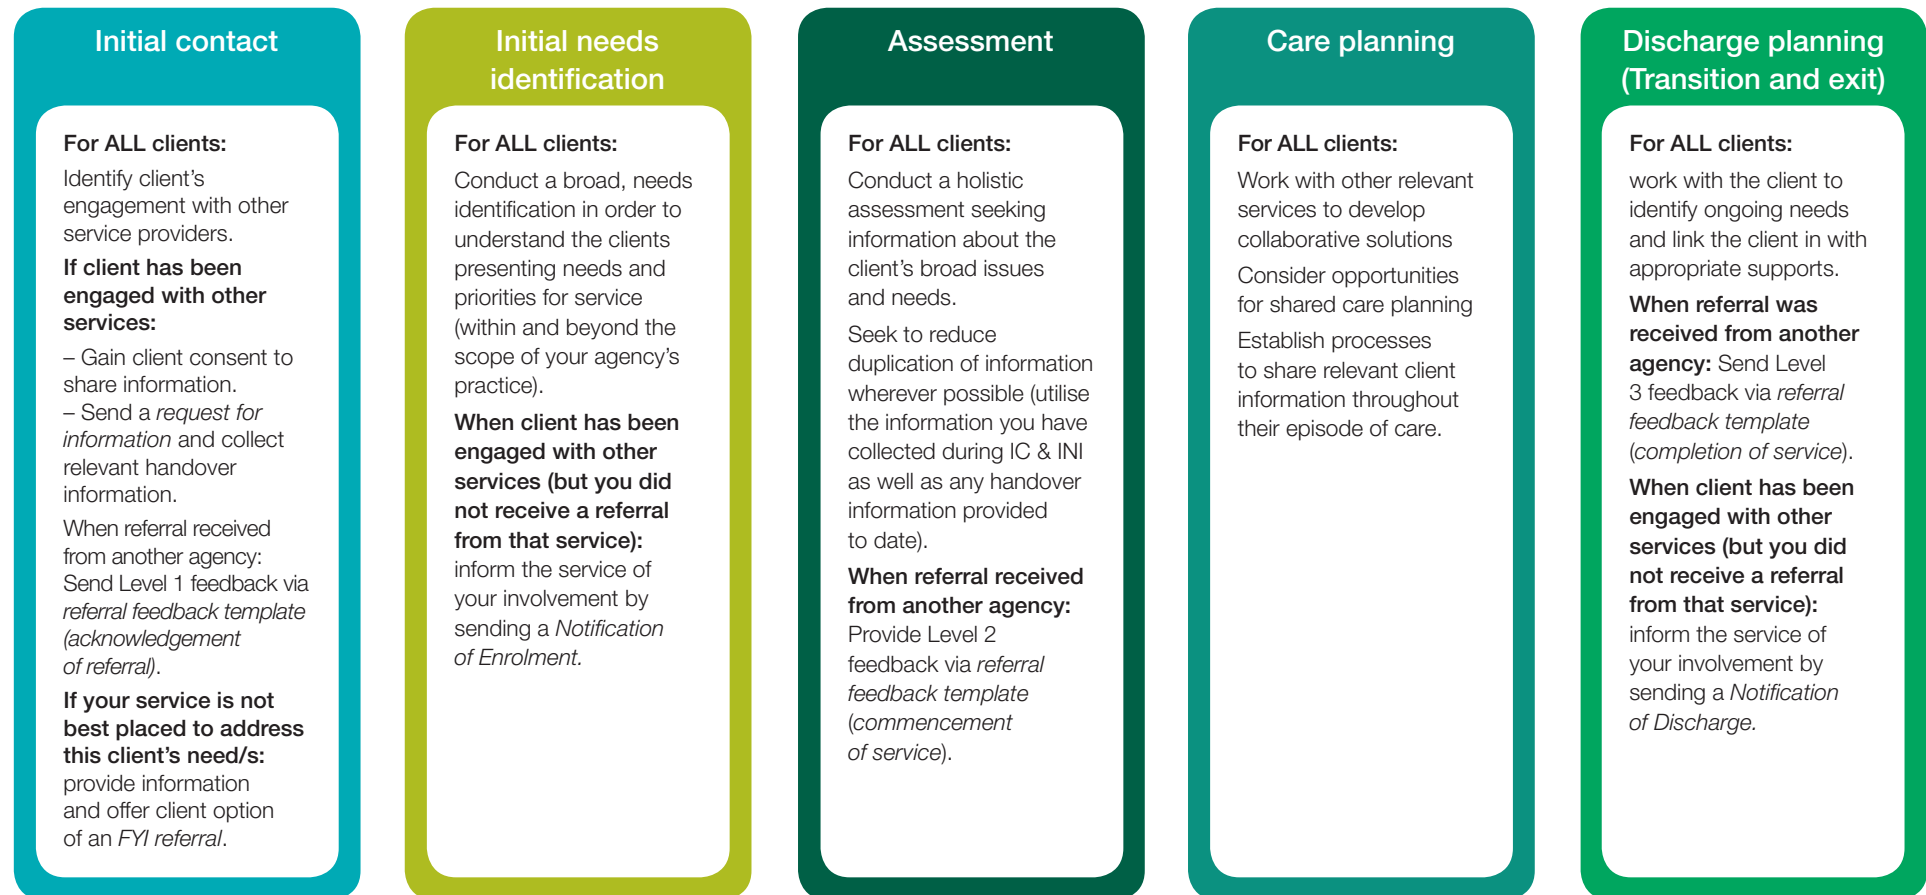 Initial contact
For ALL clients:
Identify client’s
engagement with other
service providers.
If client has been
engaged with other
services:
– Gain client consent to
share information.
– Send a request for
information and collect
relevant handover
information.
When referral received
from another agency:
Send Level 1 feedback via
referral feedback template
(acknowledgement
of referral).
If your service is not
best placed to address
this client’s need/s:
provide information
and offer client option
of an FYI referral.
Initial needs
identification
For ALL clients:
Conduct a broad, needs
identification in order to
understand the clients
presenting needs and
priorities for service
(within and beyond the
scope of your agency’s
practice).
When client has been
engaged with other
services (but you did
not receive a referral
from that service):
inform the service of
your involvement by
sending a Notification
of Enrolment.
Assessment
For ALL clients:
Conduct a holistic
assessment seeking
information about the
client’s broad issues
and needs.
Seek to reduce
duplication of information
wherever possible (utilise
the information you have
collected during IC & INI
as well as any handover
information provided
to date).
When referral received
from another agency:
Provide Level 2
feedback via referral
feedback template
(commencement
of service).
Care planning
For ALL clients:
Work with other relevant
services to develop
collaborative solutions
Consider opportunities
for shared care planning
Establish processes
to share relevant client
information throughout
their episode of care.
Discharge planning
(Transition and exit)
For ALL clients:
work with the client to
identify ongoing needs
and link the client in with
appropriate supports.
When referral was
received from another
agency: Send Level
3 feedback via referral
feedback template
(completion of service).
When client has been
engaged with other
services (but you did
not receive a referral
from that service):
inform the service of
your involvement by
sending a Notification
of Discharge.